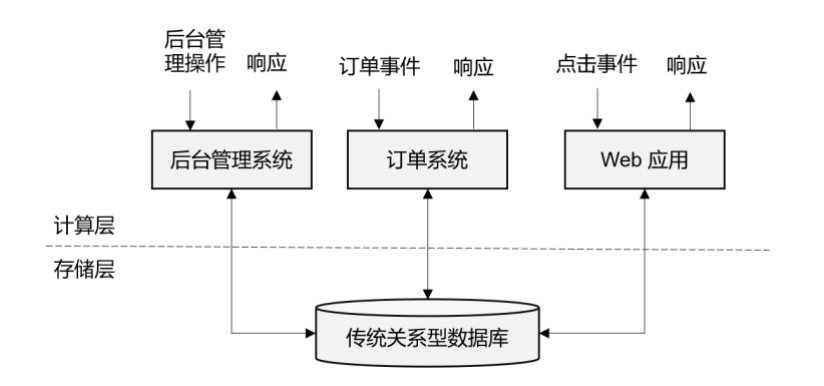 后台管
理操作
响应
订单事件
响应
点击事件
响应
后台管理系统
订单系统
Web 应用
计算层
存储层
传统关系型数据库